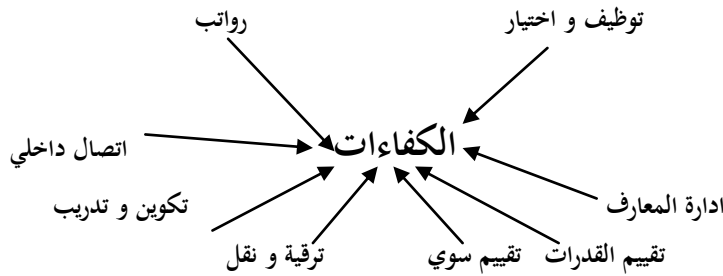 توظيف و اختيار
رواتب
الكفاءات
اتصال داخلي
ادارة المعارف
تكوين و تدريب
تقييم القدرات
تقييم سوي
ترقية و نقل